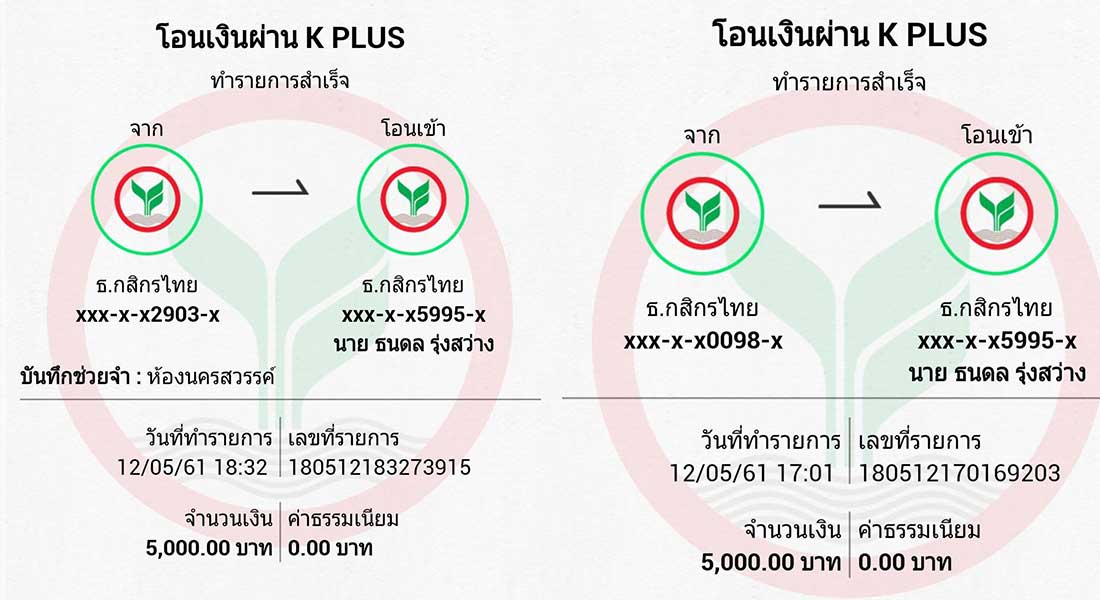 โอนเงินผ่าน K PLUS
ทำรายการสำเร็จ
จาก
โอนเข้า
ธ.กสิกรไทย
xxx-x-x2903-x
ธ.กสิกรไทย
xxx-x-x5995-x
นาย ธนดล รุ่งสว่าง
บันทึกช่วยจำ : ห้องนครสวรรค์
วันที่ทำรายการ
12/05/61 18:32
เลขที่รายการ
180512183273915
จำนวนเงิน
5,000.00 บาท
ค่าธรรมเนียม
0.00 บาท
โอนเงินผ่าน K PLUS
ทำรายการสำเร็จ
จาก
โอนเข้า
ธ.กสิกรไทย
xxx-x-x0098-x
ธ.กสิกรไทย
xxx-x-x5995-x
นาย ธนดล รุ่งสว่าง
วันที่ทำรายการ
12/05/61 17:01
เลขที่รายการ
180512170169203
จำนวนเงิน
5,000.00 บาท
ค่าธรรมเนียม
0.00 บาท